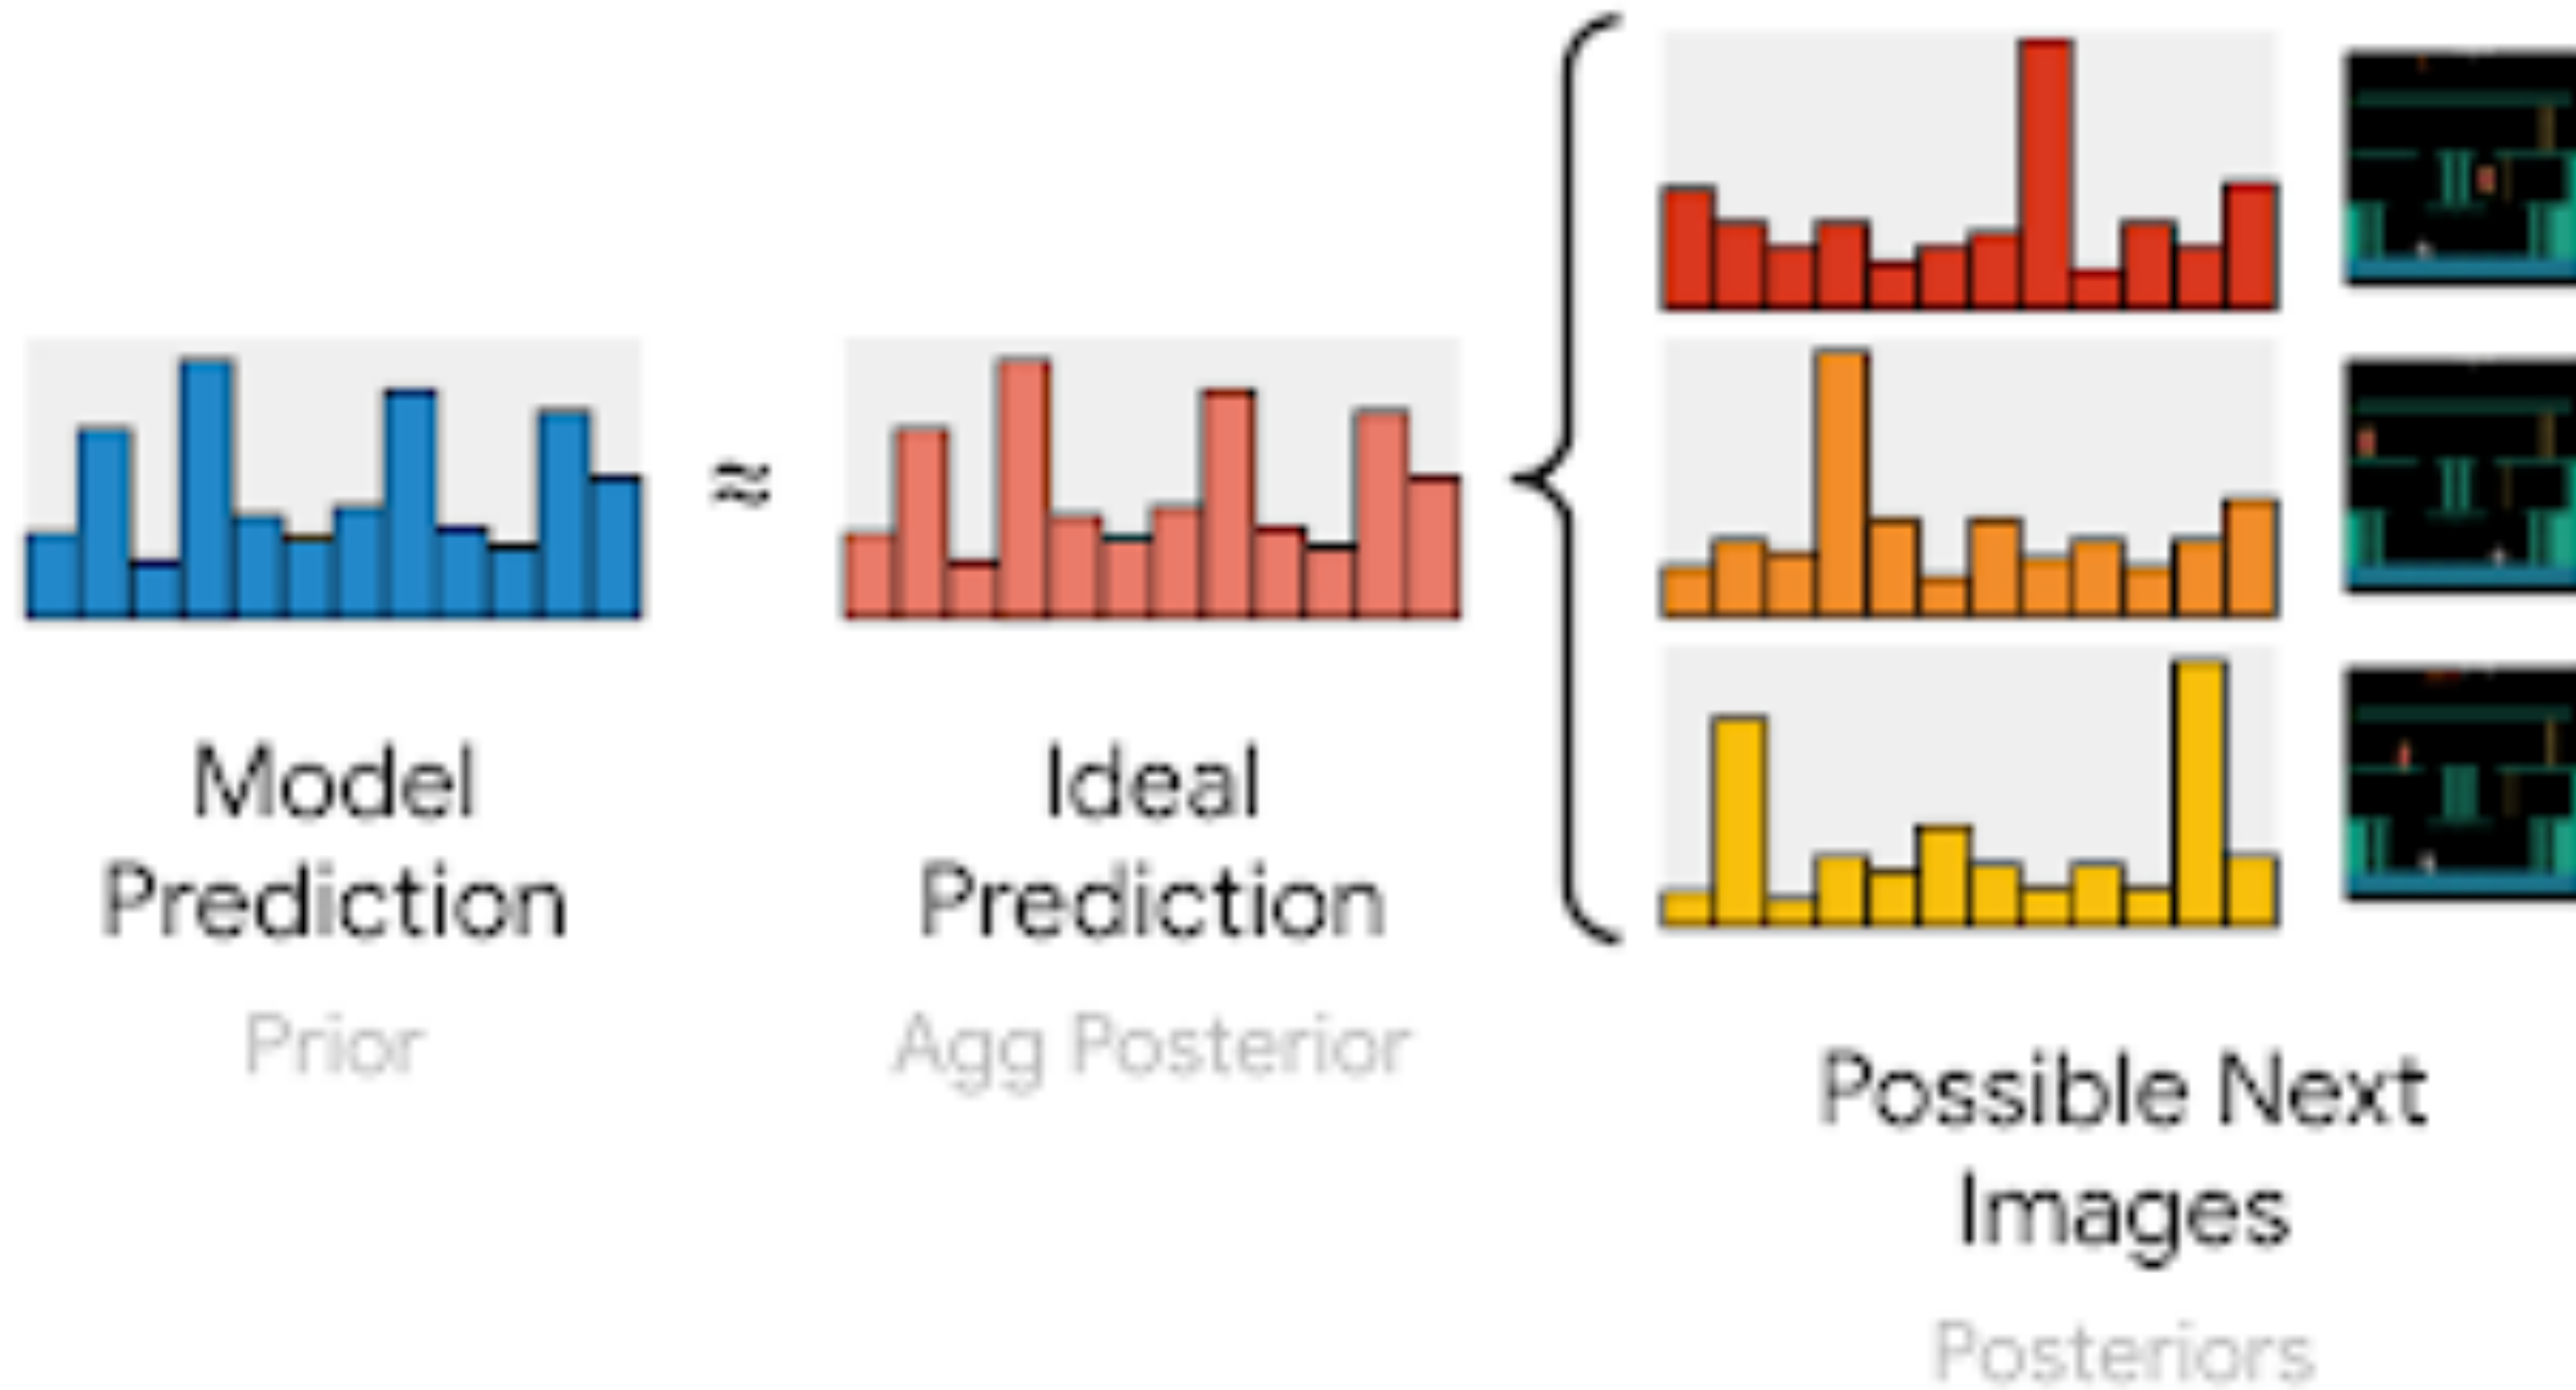 ≈
Model
Prediction
Prior
Ideal
Prediction
Agg Posterior
Possible Next
Images
Posteriors